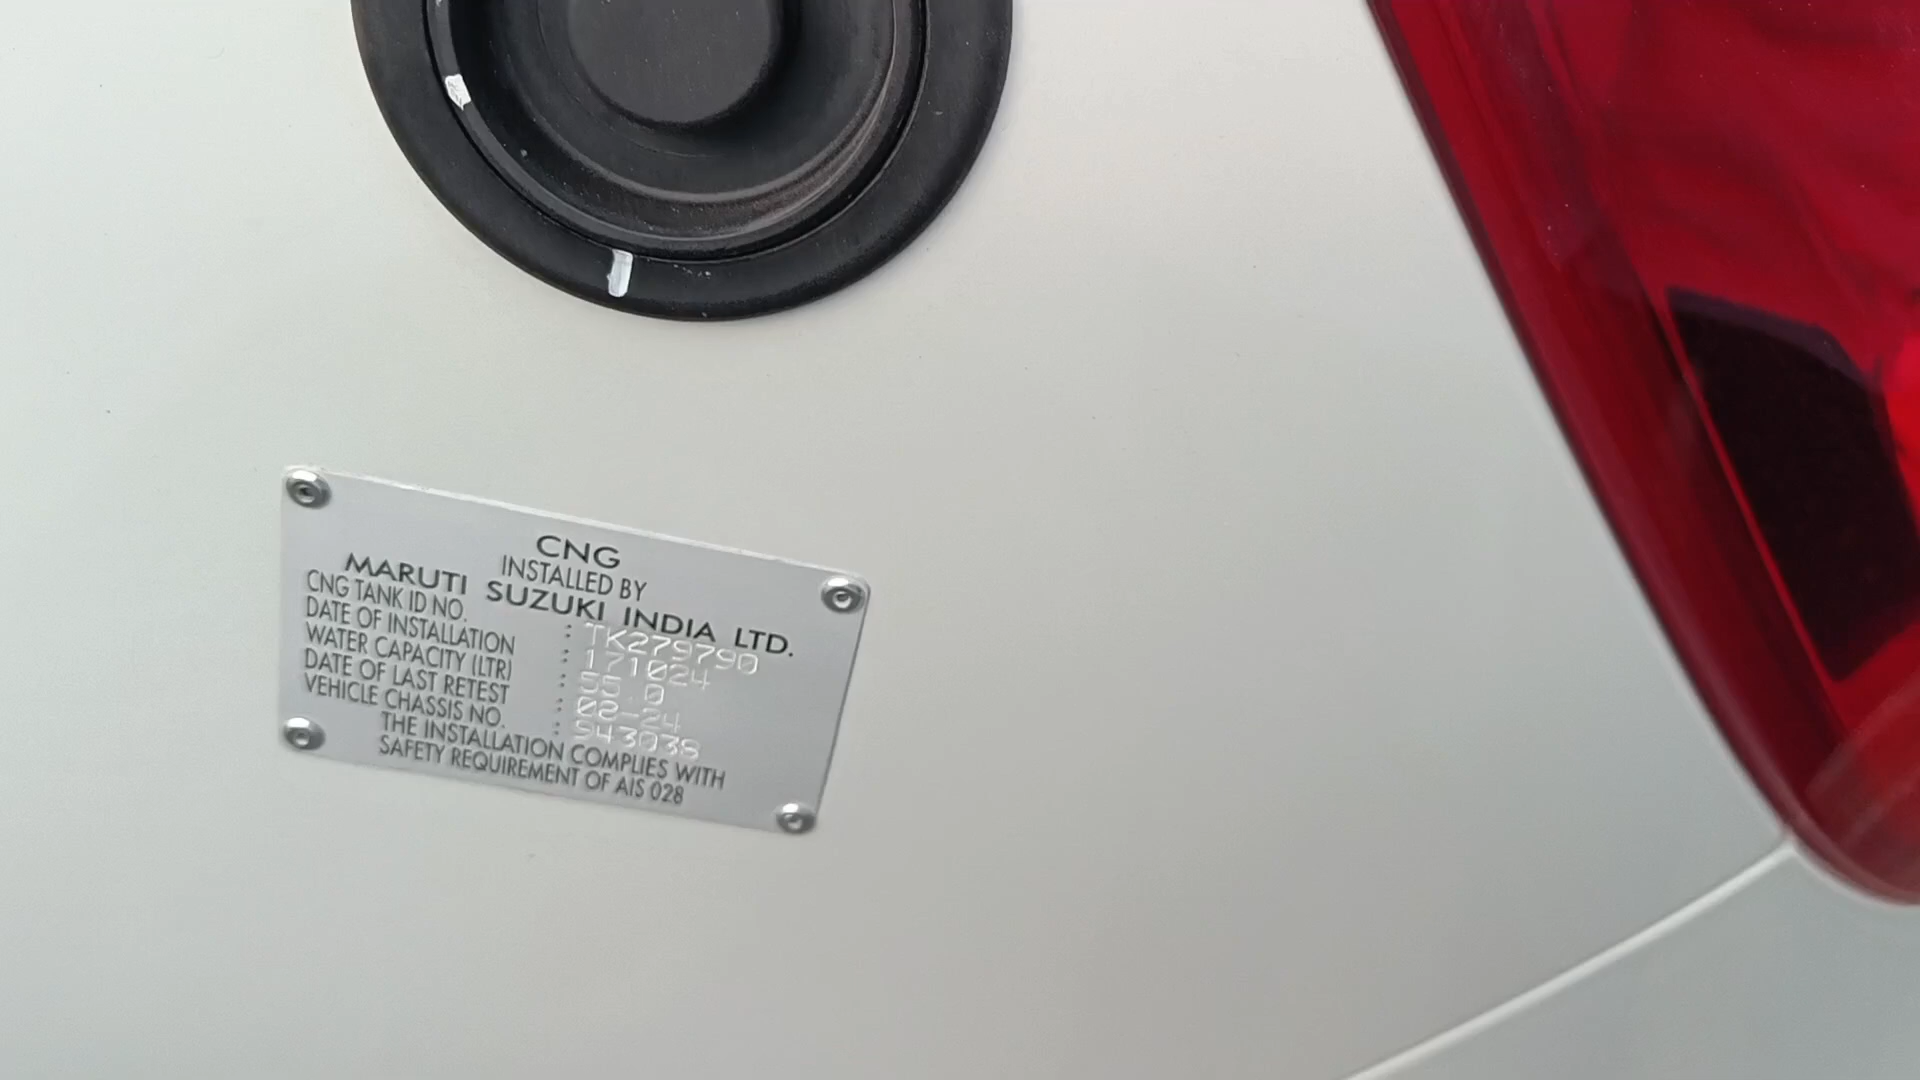 CNG
INSTALLED BY
MARUTI SUZUKI INDIA LTD.
CNG TANK ID NO. : TK279790
DATE OF INSTALLATION : 171024
WATER CAPACITY (LTR) : 55.0
DATE OF LAST RETEST : 02-24
VEHICLE CHASSIS NO. : 943038
THE INSTALLATION COMPLIES WITH
SAFETY REQUIREMENT OF AIS 028